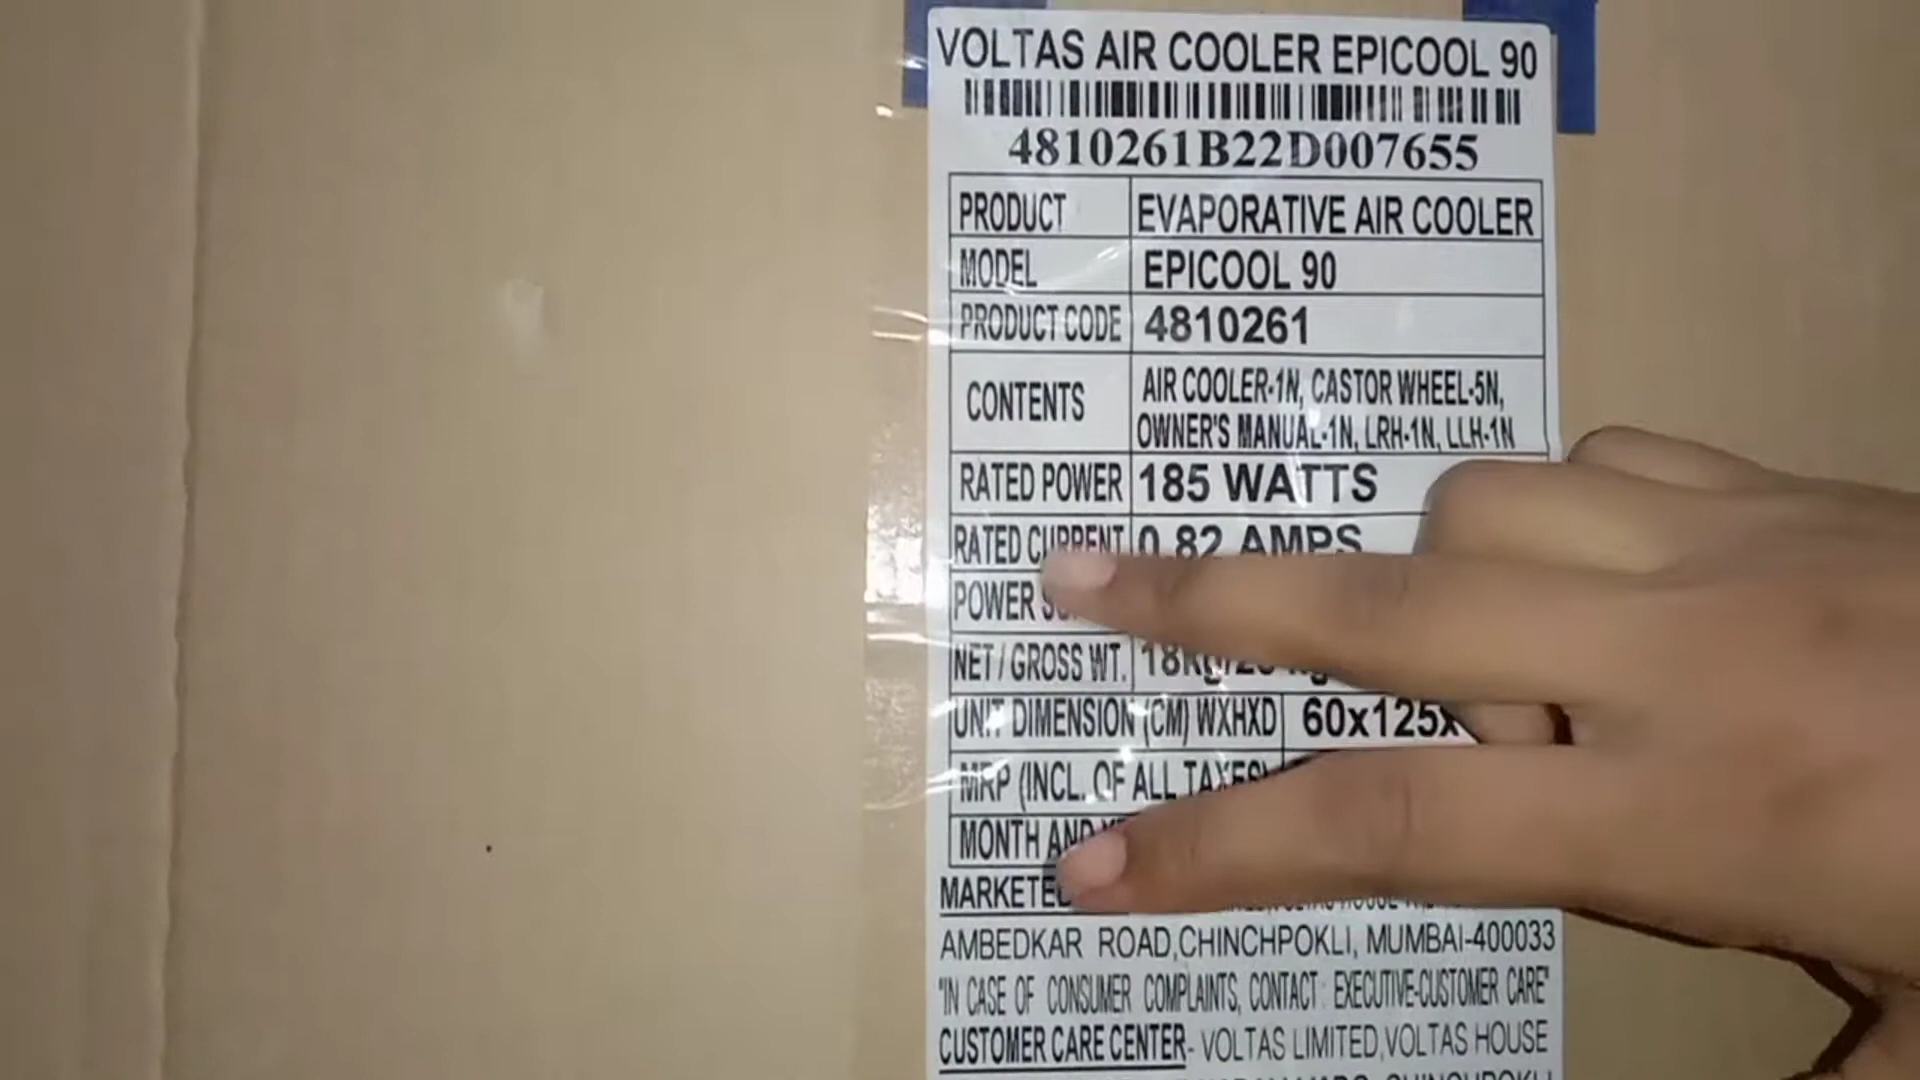 VOLTAS AIR COOLER EPICOOL 90
4810261B22D007655
PRODUCT EVAPORATIVE AIR COOLER
MODEL EPICOOL 90
PRODUCT CODE 4810261
CONTENTS AIR COOLER-1N, CASTOR WHEEL-5N,
OWNER'S MANUAL-1N, LRH-1N, LLH-1N
RATED POWER 185 WATTS
RATED CURRENT 0.82 AMPS
POWER
NET / GROSS WT. 18Kg/
UNIT DIMENSION (CM) WXHXD 60x125x
MRP (INCL. OF ALL TAXES)
MONTH AND
MARKETED
AMBEDKAR ROAD,CHINCHPOKLI, MUMBAI-400033
"IN CASE OF CONSUMER COMPLAINTS, CONTACT : EXECUTIVE-CUSTOMER CARE"
CUSTOMER CARE CENTER- VOLTAS LIMITED,VOLTAS HOUSE